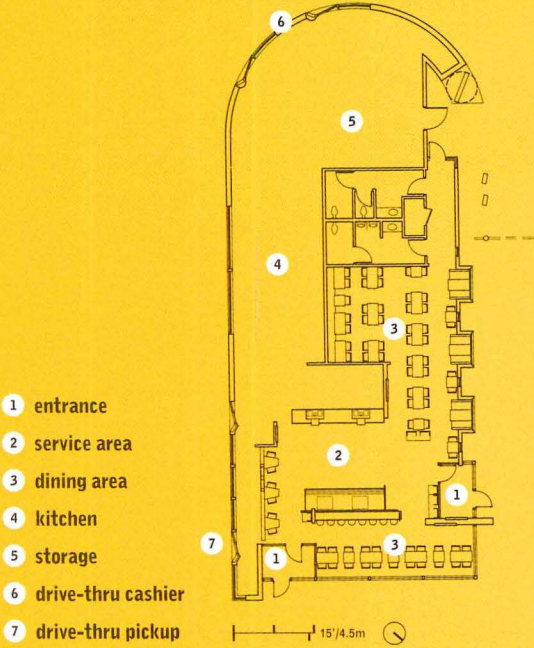 6
5
4
3
2
1
3
1
7
1 entrance
2 service area
3 dining area
4 kitchen
5 storage
6 drive-thru cashier
7 drive-thru pickup
15'/4.5m